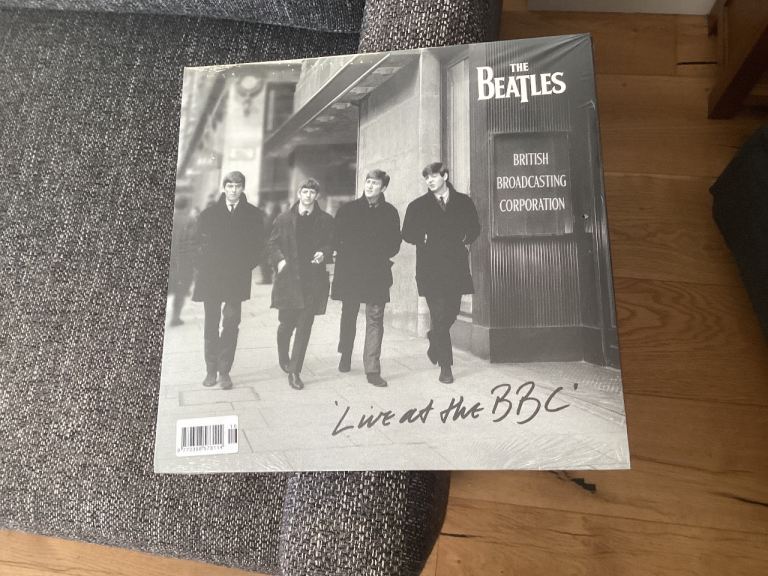 THE
BEATLES
BRITISH
BROADCASTING
CORPORATION
'Live at the BBC'